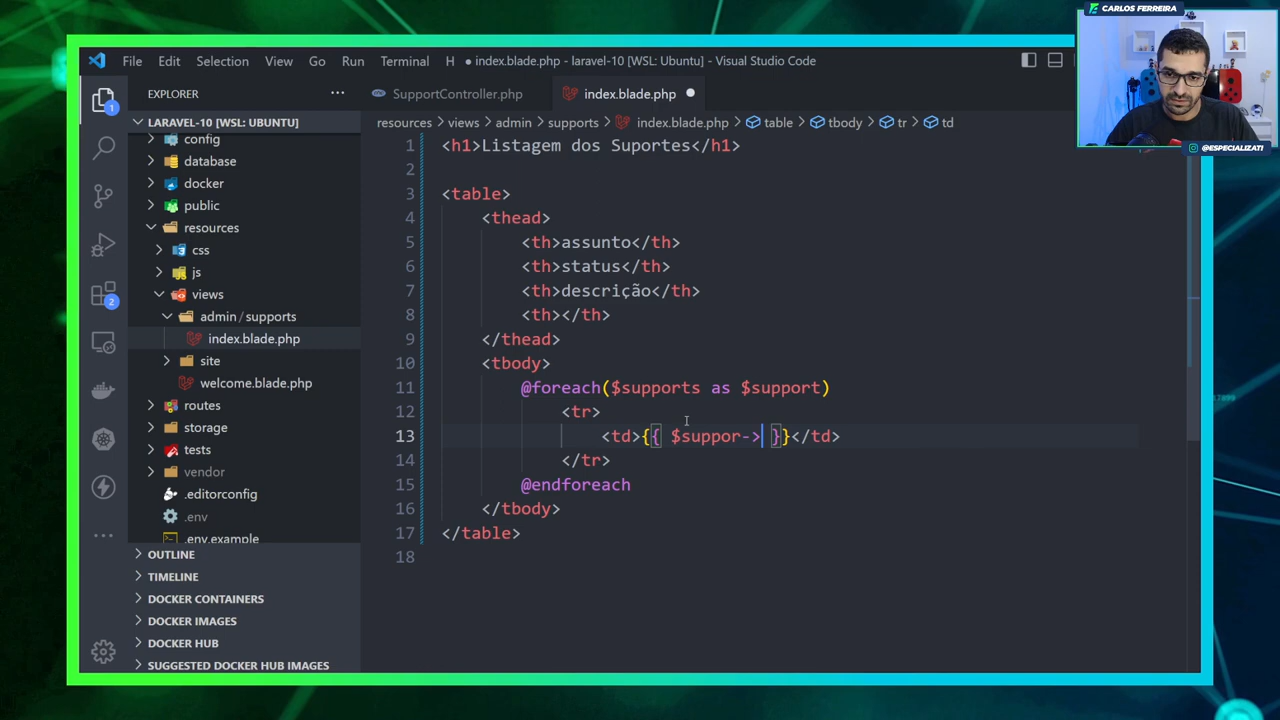 CARLOS FERREIRA
@ESPECIALIZATI
File Edit Selection View Go Run Terminal H ● index.blade.php - laravel-10 [WSL: Ubuntu] - Visual Studio Code
EXPLORER ...
SupportController.php index.blade.php ●
LARAVEL-10 [WSL: UBUNTU]
resources > views > admin > supports > index.blade.php > table > tbody > tr > td
config
database
docker
public
resources
css
js
views
admin / supports
index.blade.php
site
welcome.blade.php
routes
storage
tests
vendor
.editorconfig
.env
.env.example
OUTLINE
TIMELINE
DOCKER CONTAINERS
DOCKER IMAGES
DOCKER HUB
SUGGESTED DOCKER HUB IMAGES
1
2
1 <h1>Listagem dos Suportes</h1>
2
3 <table>
4 <thead>
5 <th>assunto</th>
6 <th>status</th>
7 <th>descrição</th>
8 <th></th>
9 </thead>
10 <tbody>
11 @foreach($supports as $support)
12 <tr>
13 <td>{{ $suppor-> }}</td>
14 </tr>
15 @endforeach
16 </tbody>
17 </table>
18